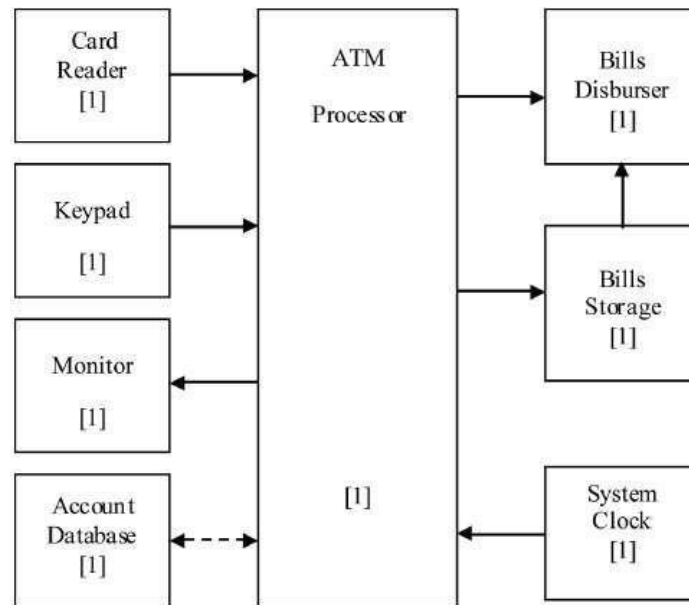 Card
Reader
[1]
Keypad
[1]
Monitor
[1]
Account
Database
[1]
ATM
Processor
[1]
Bills
Disburser
[1]
Bills
Storage
[1]
System
Clock
[1]